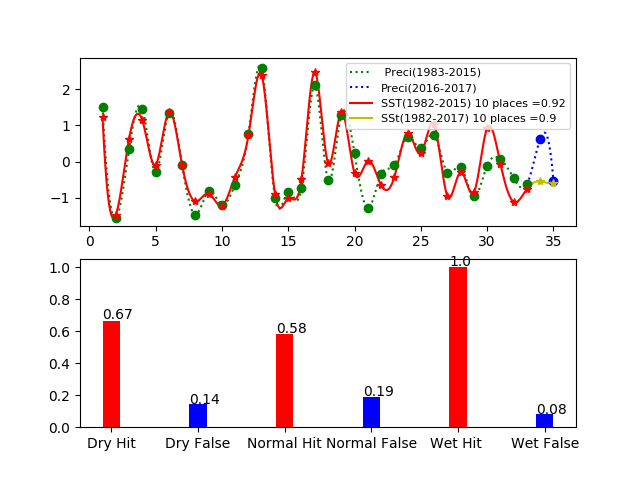 2
1
0
−1
Preci(1983-2015)
Preci(2016-2017)
SST(1982-2015) 10 places =0.92
SSt(1982-2017) 10 places =0.9
0 5 10 15 20 25 30 35
1.0
0.8
0.6
0.4
0.2
0.0
0.67
0.14
0.58
0.19
1.0
0.08
Dry Hit Dry False Normal Hit Normal False Wet Hit Wet False